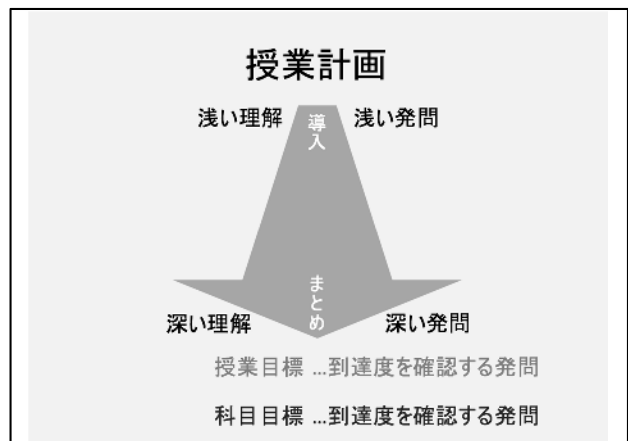 授業計画
浅い理解
浅い発問
導入
まとめ
深い理解
深い発問
授業目標 ...到達度を確認する発問
科目目標 ...到達度を確認する発問